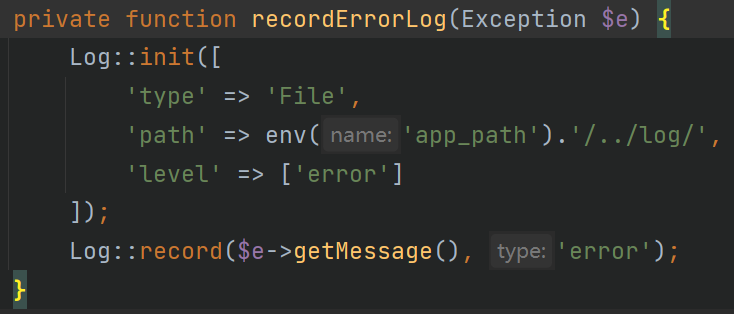 private function recordErrorLog(Exception $e) {
    Log::init([
        'type' => 'File',
        'path' => env( name: 'app_path').'/../log/',
        'level' => ['error']
    ]);
    Log::record($e->getMessage(), type: 'error');
}